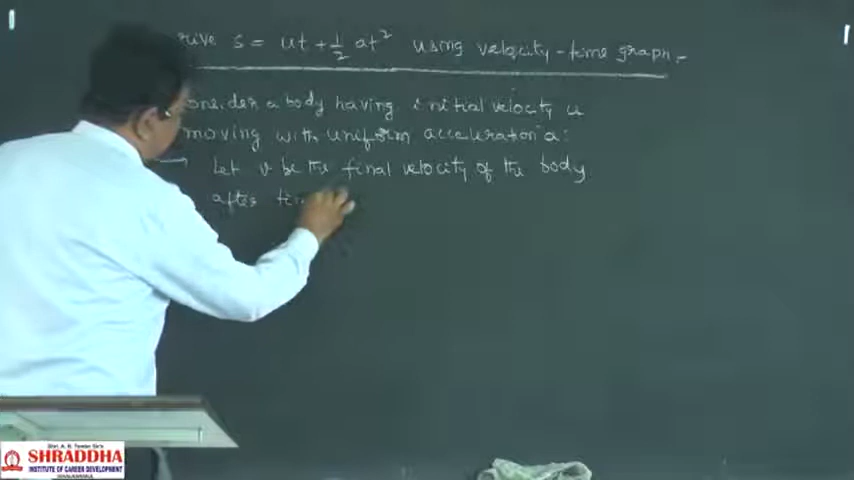 rive s = ut + 1/2 at² using velocity - time graph -
onsider a body having initial velocity u
moving with uniform acceleration 'a'.
→ Let v be the final velocity of the body
after
SHRADDHA
INSTITUTE OF CAREER DEVELOPMENT